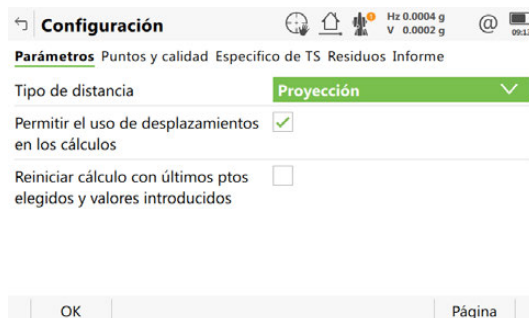 Configuración
Hz 0.0004 g
V 0.0002 g
@
Parámetros Puntos y calidad Especifico de TS Residuos Informe
Tipo de distancia
Proyección
Permitir el uso de desplazamientos
en los cálculos
Reiniciar cálculo con últimos ptos
elegidos y valores introducidos
OK
Página